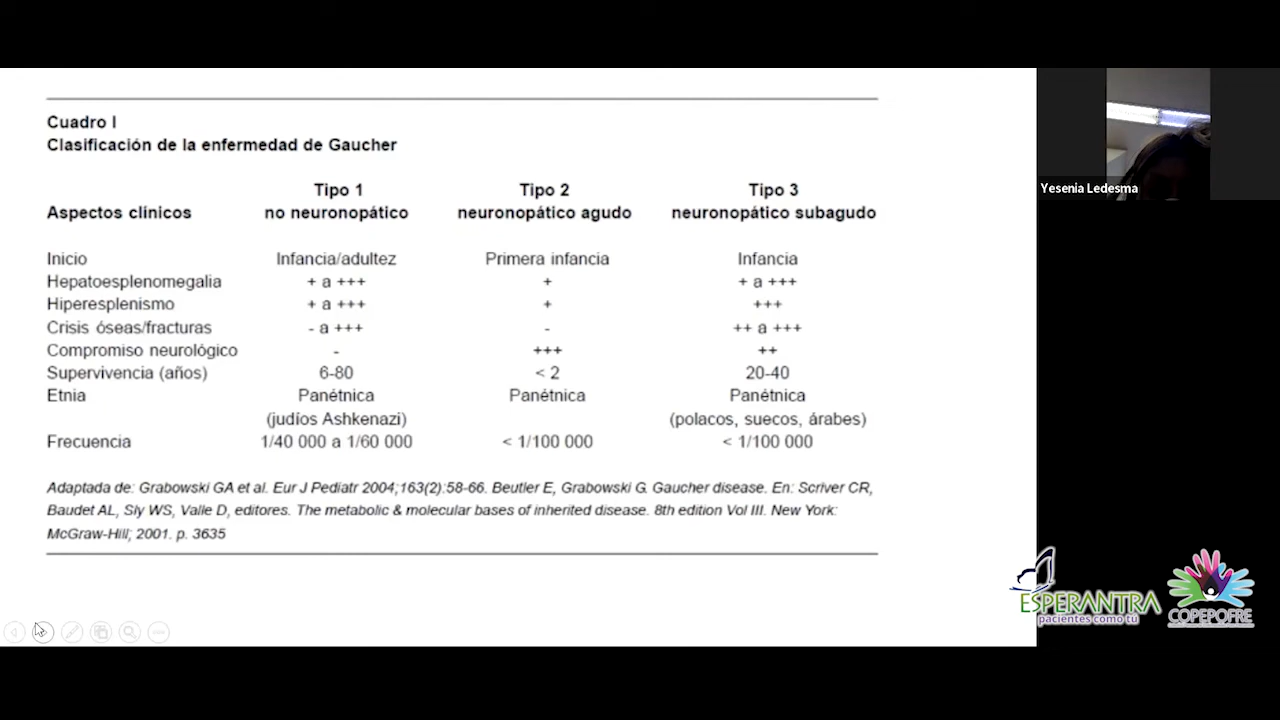 Cuadro I
Clasificación de la enfermedad de Gaucher
Tipo 1 Tipo 2 Tipo 3
Aspectos clínicos no neuronopático neuronopático agudo neuronopático subagudo
Inicio Infancia/adultez Primera infancia Infancia
Hepatoesplenomegalia + a +++ + + a +++
Hiperesplenismo + a +++ + +++
Crisis óseas/fracturas - a +++ - ++ a +++
Compromiso neurológico - +++ ++
Supervivencia (años) 6-80 < 2 20-40
Etnia Panétnica Panétnica Panétnica
(judíos Ashkenazi) (polacos, suecos, árabes)
Frecuencia 1/40 000 a 1/60 000 < 1/100 000 < 1/100 000
Adaptada de: Grabowski GA et al. Eur J Pediatr 2004;163(2):58-66. Beutler E, Grabowski G. Gaucher disease. En: Scriver CR,
Baudet AL, Sly WS, Valle D, editores. The metabolic & molecular bases of inherited disease. 8th edition Vol III. New York:
McGraw-Hill; 2001. p. 3635
Yesenia Ledesma
ESPERANTRA
pacientes como tú
COPEPOFRE